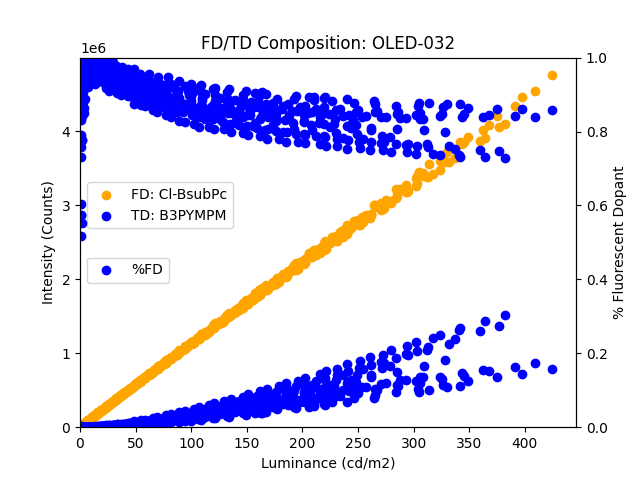 FD/TD Composition: OLED-032
1e6
Intensity (Counts)
4
3
2
1
0
FD: Cl-BsubPc
TD: B3PYMPM
%FD
1.0
0.8
0.6
0.4
0.2
0.0
% Fluorescent Dopant
0 50 100 150 200 250 300 350 400
Luminance (cd/m2)